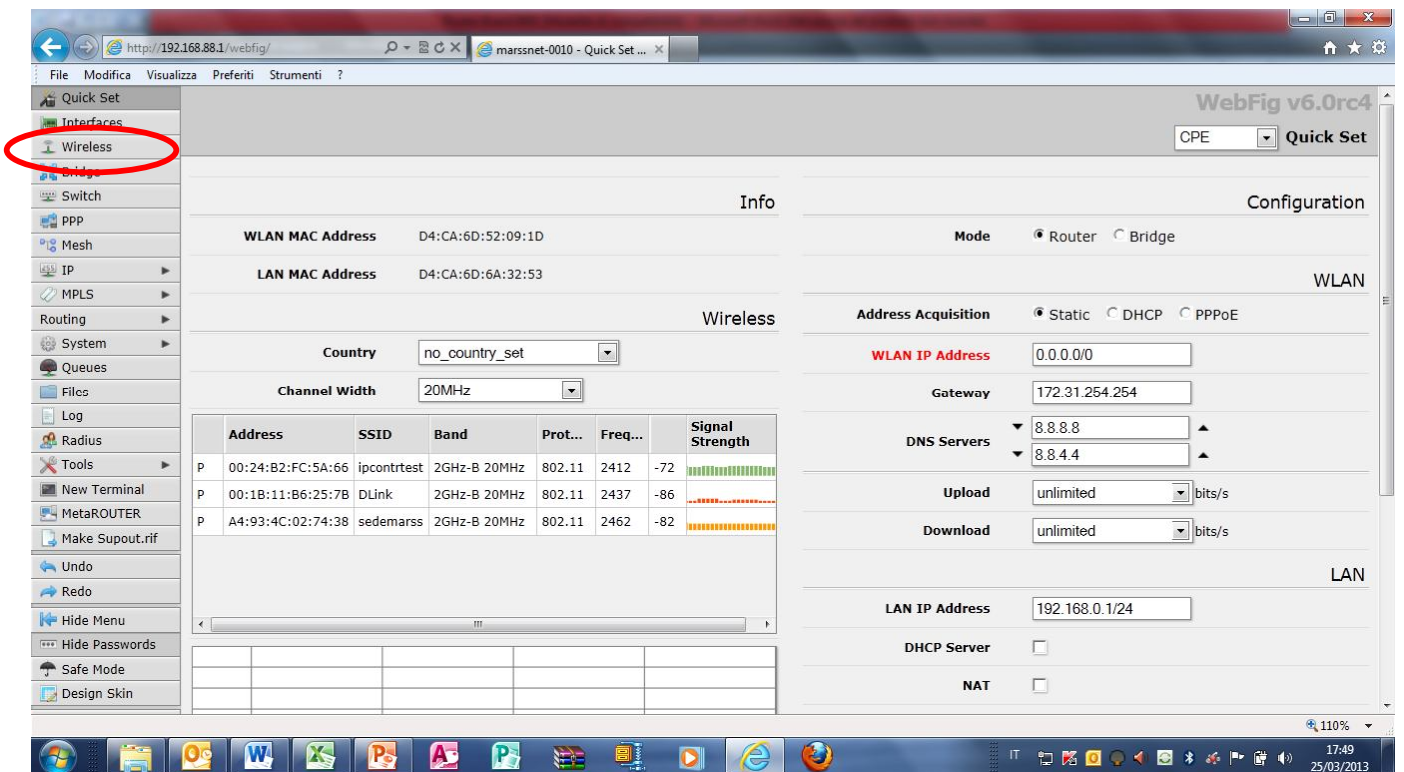 http://192.168.88.1/webfig/
marssnet-0010 - Quick Set ...
File Modifica Visualizza Preferiti Strumenti ?
Quick Set
Interfaces
Wireless
Bridge
Switch
PPP
Mesh
IP
MPLS
Routing
System
Queues
Files
Log
Radius
Tools
New Terminal
MetaROUTER
Make Supout.rif
Undo
Redo
Hide Menu
Hide Passwords
Safe Mode
Design Skin
WebFig v6.0rc4
CPE Quick Set
Info
WLAN MAC Address D4:CA:6D:52:09:1D
LAN MAC Address D4:CA:6D:6A:32:53
Wireless
Country no_country_set
Channel Width 20MHz
Address SSID Band Prot... Freq... Signal Strength
P 00:24:B2:FC:5A:66 ipcontrtest 2GHz-B 20MHz 802.11 2412 -72
P 00:1B:11:B6:25:7B DLink 2GHz-B 20MHz 802.11 2437 -86
P A4:93:4C:02:74:38 sedemarss 2GHz-B 20MHz 802.11 2462 -82
Configuration
Mode Router Bridge
WLAN
Address Acquisition Static DHCP PPPoE
WLAN IP Address 0.0.0.0/0
Gateway 172.31.254.254
DNS Servers 8.8.8.8
8.8.4.4
Upload unlimited bits/s
Download unlimited bits/s
LAN
LAN IP Address 192.168.0.1/24
DHCP Server
NAT
110%
IT
17:49
25/03/2013